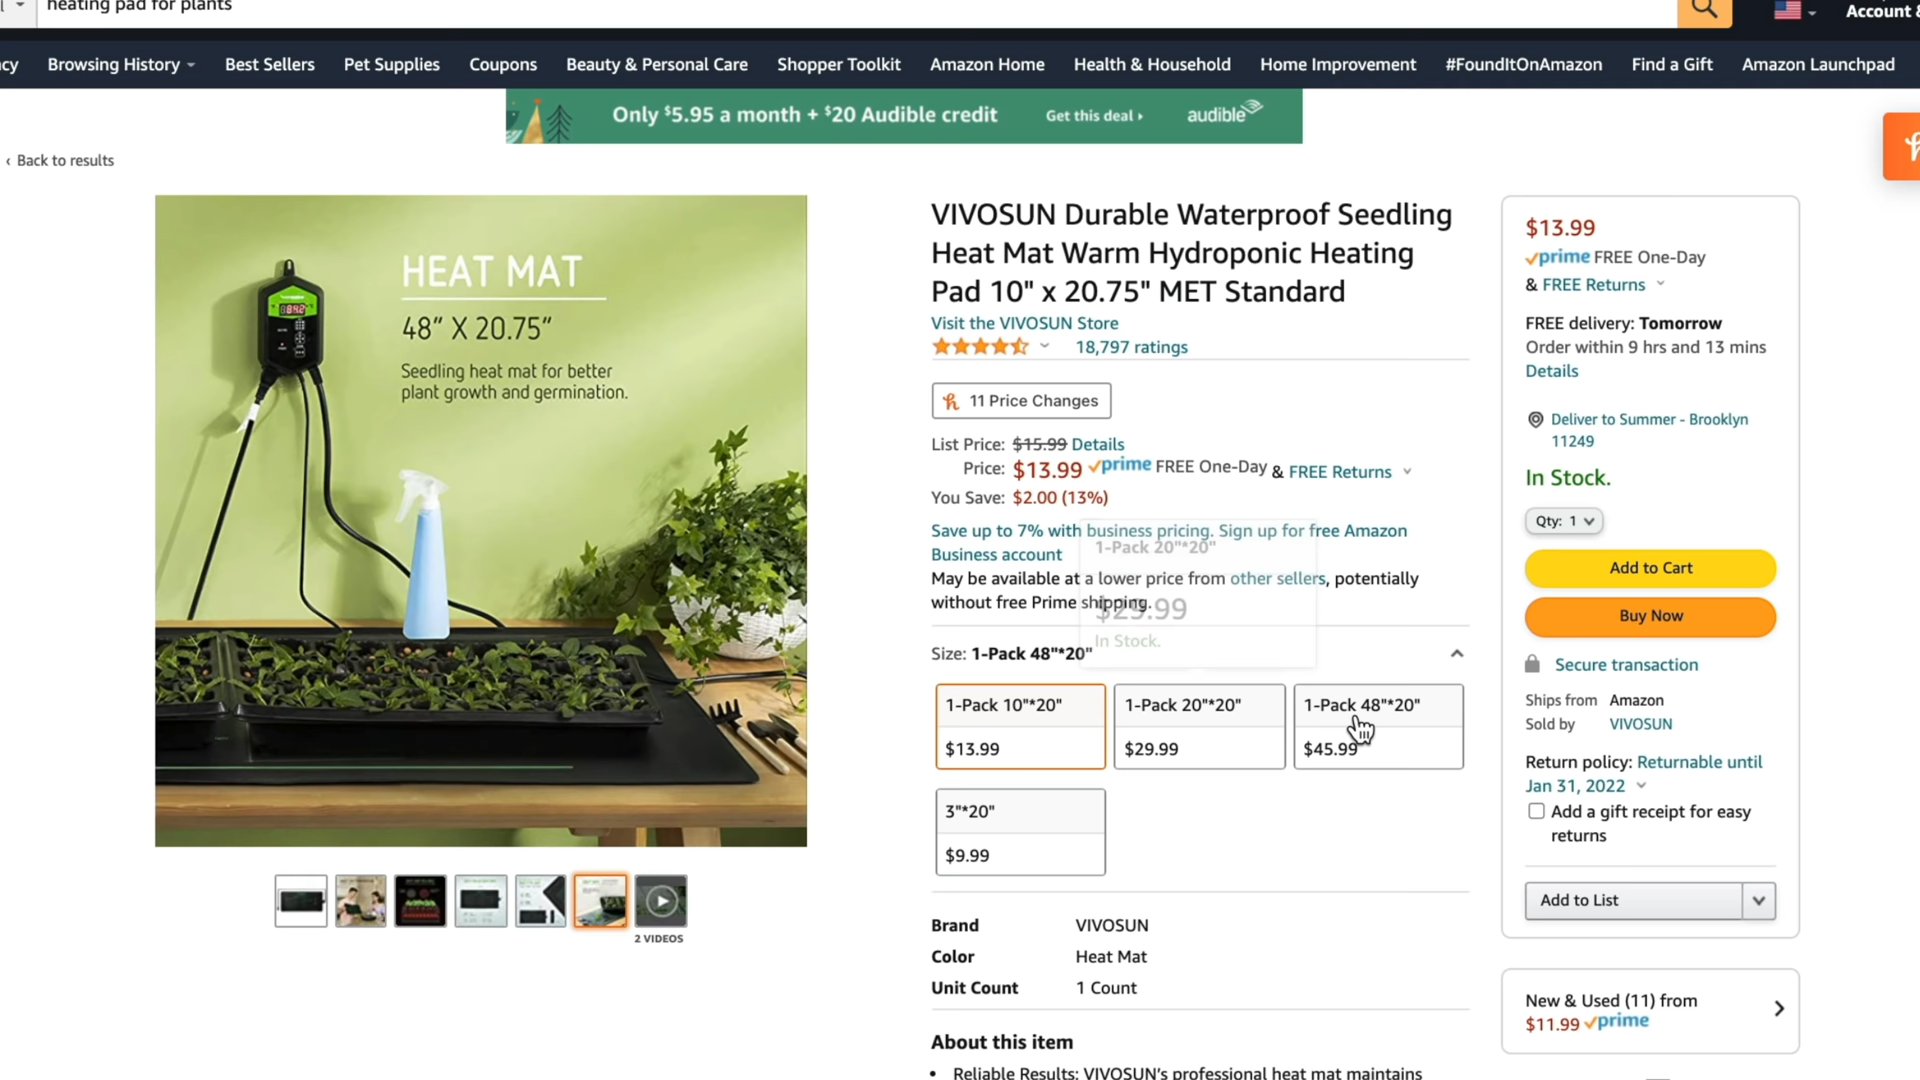 heating pad for plants
Account &
Browsing History
Best Sellers
Pet Supplies
Coupons
Beauty & Personal Care
Shopper Toolkit
Amazon Home
Health & Household
Home Improvement
#FoundItOnAmazon
Find a Gift
Amazon Launchpad
Only $5.95 a month + $20 Audible credit
Get this deal ›
audible
‹ Back to results
HEAT MAT
48" X 20.75"
Seedling heat mat for better
plant growth and germination.
2 VIDEOS
VIVOSUN Durable Waterproof Seedling
Heat Mat Warm Hydroponic Heating
Pad 10" x 20.75" MET Standard
Visit the VIVOSUN Store
18,797 ratings
11 Price Changes
List Price: $15.99 Details
Price: $13.99 prime FREE One-Day & FREE Returns
You Save: $2.00 (13%)
Save up to 7% with business pricing. Sign up for free Amazon
Business account
May be available at a lower price from other sellers, potentially
without free Prime shipping.
1-Pack 20"*20"
$29.99
In Stock.
Size: 1-Pack 48"*20"
1-Pack 10"*20"
$13.99
1-Pack 20"*20"
$29.99
1-Pack 48"*20"
$45.99
3"*20"
$9.99
Brand VIVOSUN
Color Heat Mat
Unit Count 1 Count
About this item
• Reliable Results: VIVOSUN's professional heat mat maintains
$13.99
prime FREE One-Day
& FREE Returns
FREE delivery: Tomorrow
Order within 9 hrs and 13 mins
Details
Deliver to Summer - Brooklyn
11249
In Stock.
Qty: 1
Add to Cart
Buy Now
Secure transaction
Ships from Amazon
Sold by VIVOSUN
Return policy: Returnable until
Jan 31, 2022
Add a gift receipt for easy
returns
Add to List
New & Used (11) from
$11.99 prime